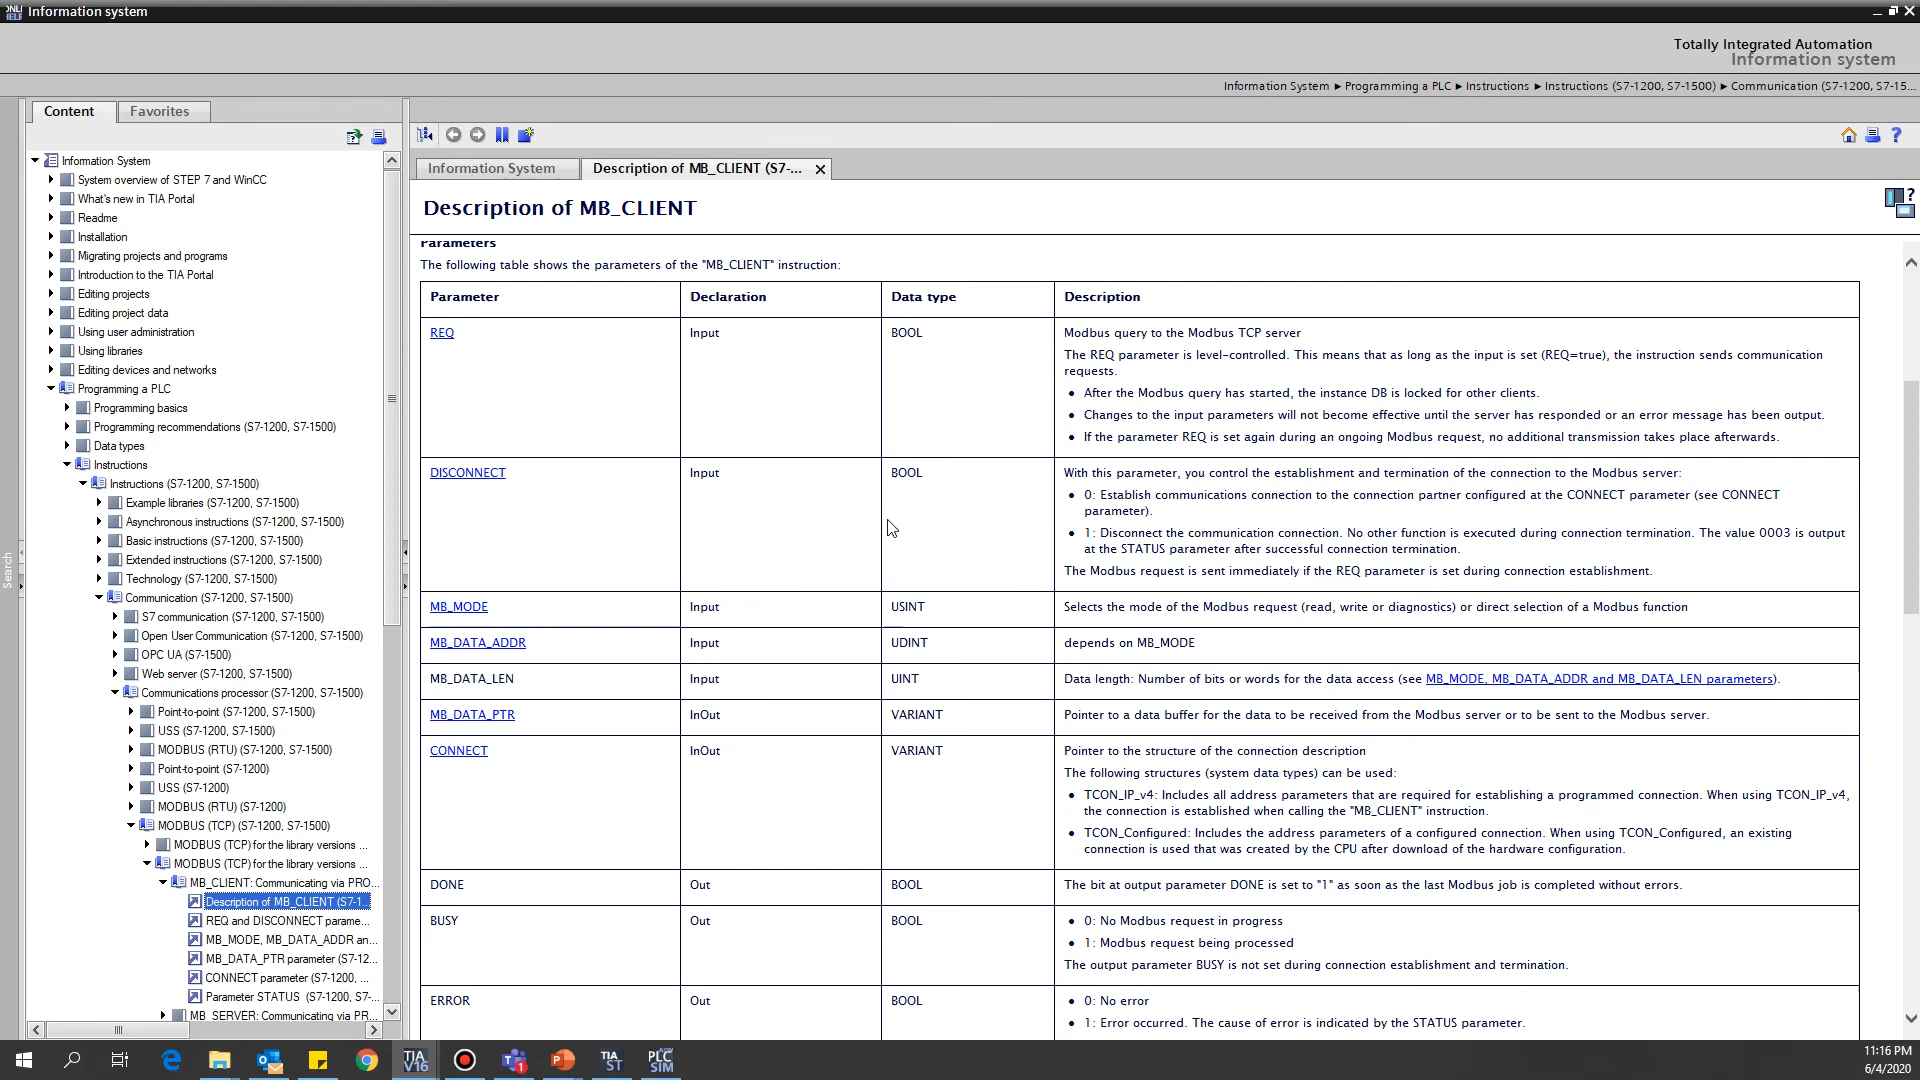 Information system
Totally Integrated Automation
Information system
Information System ▸ Programming a PLC ▸ Instructions ▸ Instructions (S7-1200, S7-1500) ▸ Communication (S7-1200, S7-15...
Content
Favorites
Information System
System overview of STEP 7 and WinCC
What's new in TIA Portal
Readme
Installation
Migrating projects and programs
Introduction to the TIA Portal
Editing projects
Editing project data
Using user administration
Using libraries
Editing devices and networks
Programming a PLC
Programming basics
Programming recommendations (S7-1200, S7-1500)
Data types
Instructions
Instructions (S7-1200, S7-1500)
Example libraries (S7-1200, S7-1500)
Asynchronous instructions (S7-1200, S7-1500)
Basic instructions (S7-1200, S7-1500)
Extended instructions (S7-1200, S7-1500)
Technology (S7-1200, S7-1500)
Communication (S7-1200, S7-1500)
S7 communication (S7-1200, S7-1500)
Open User Communication (S7-1200, S7-1500)
OPC UA (S7-1500)
Web server (S7-1200, S7-1500)
Communications processor (S7-1200, S7-1500)
Point-to-point (S7-1200, S7-1500)
USS (S7-1200, S7-1500)
MODBUS (RTU) (S7-1200, S7-1500)
Point-to-point (S7-1200)
USS (S7-1200)
MODBUS (RTU) (S7-1200)
MODBUS (TCP) (S7-1200, S7-1500)
MODBUS (TCP) for the library versions ...
MODBUS (TCP) for the library versions ...
MB_CLIENT: Communicating via PRO...
Description of MB_CLIENT (S7-1...
REQ and DISCONNECT parame...
MB_MODE, MB_DATA_ADDR an...
MB_DATA_PTR parameter (S7-12...
CONNECT parameter (S7-1200, ...
Parameter STATUS (S7-1200, S7-...
MB_SERVER: Communicating via PR...
Search
Information System
Description of MB_CLIENT (S7-...
Description of MB_CLIENT
Parameters
The following table shows the parameters of the "MB_CLIENT" instruction:
Parameter Declaration Data type Description
REQ Input BOOL Modbus query to the Modbus TCP server
The REQ parameter is level-controlled. This means that as long as the input is set (REQ=true), the instruction sends communication
requests.
• After the Modbus query has started, the instance DB is locked for other clients.
• Changes to the input parameters will not become effective until the server has responded or an error message has been output.
• If the parameter REQ is set again during an ongoing Modbus request, no additional transmission takes place afterwards.
DISCONNECT Input BOOL With this parameter, you control the establishment and termination of the connection to the Modbus server:
• 0: Establish communications connection to the connection partner configured at the CONNECT parameter (see CONNECT
parameter).
• 1: Disconnect the communication connection. No other function is executed during connection termination. The value 0003 is output
at the STATUS parameter after successful connection termination.
The Modbus request is sent immediately if the REQ parameter is set during connection establishment.
MB_MODE Input USINT Selects the mode of the Modbus request (read, write or diagnostics) or direct selection of a Modbus function
MB_DATA_ADDR Input UDINT depends on MB_MODE
MB_DATA_LEN Input UINT Data length: Number of bits or words for the data access (see MB_MODE, MB_DATA_ADDR and MB_DATA_LEN parameters).
MB_DATA_PTR InOut VARIANT Pointer to a data buffer for the data to be received from the Modbus server or to be sent to the Modbus server.
CONNECT InOut VARIANT Pointer to the structure of the connection description
The following structures (system data types) can be used:
• TCON_IP_v4: Includes all address parameters that are required for establishing a programmed connection. When using TCON_IP_v4,
the connection is established when calling the "MB_CLIENT" instruction.
• TCON_Configured: Includes the address parameters of a configured connection. When using TCON_Configured, an existing
connection is used that was created by the CPU after download of the hardware configuration.
DONE Out BOOL The bit at output parameter DONE is set to "1" as soon as the last Modbus job is completed without errors.
BUSY Out BOOL • 0: No Modbus request in progress
• 1: Modbus request being processed
The output parameter BUSY is not set during connection establishment and termination.
ERROR Out BOOL • 0: No error
• 1: Error occurred. The cause of error is indicated by the STATUS parameter.
TIA V16
TIA ST
PLC SIM
11:16 PM
6/4/2020